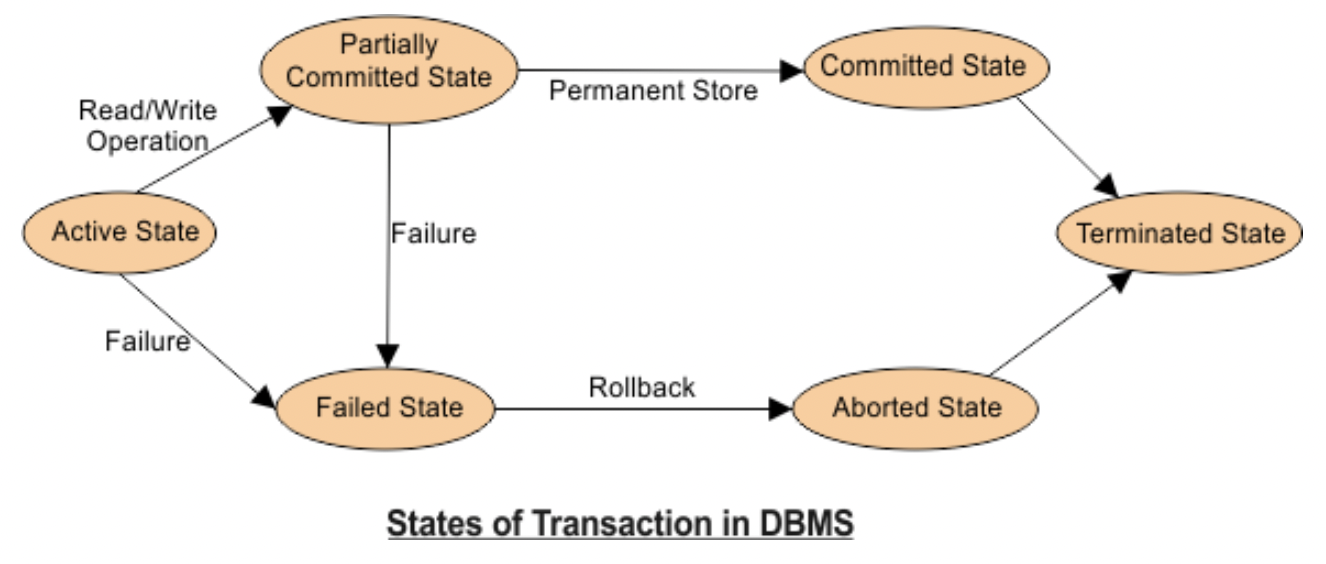 Partially
Committed State
Committed State
Permanent Store
Read/Write
Operation
Active State
Failure
Terminated State
Failure
Rollback
Failed State
Aborted State
States of Transaction in DBMS